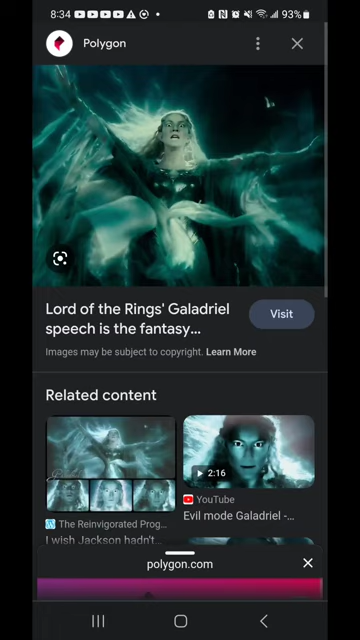 8:34
93%
Polygon
Lord of the Rings' Galadriel
speech is the fantasy...
Visit
Images may be subject to copyright. Learn More
Related content
2:16
The Reinvigorated Prog...
I wish Jackson hadn't...
YouTube
Evil mode Galadriel -...
polygon.com